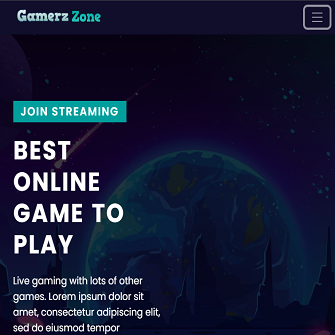 Gamerz Zone
JOIN STREAMING
BEST
ONLINE
GAME TO
PLAY
Live gaming with lots of other
games. Lorem ipsum dolor sit
amet, consectetur adipiscing elit,
sed do eiusmod tempor